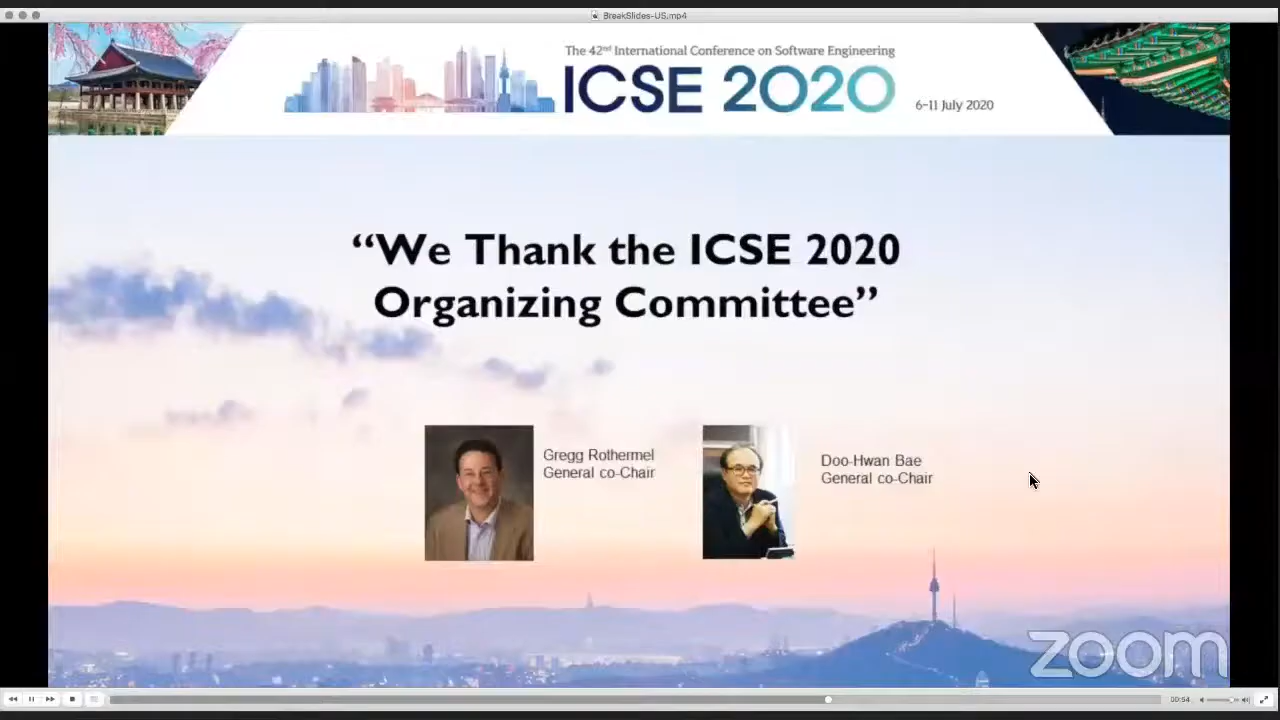 BreakSlides-US.mp4
The 42nd International Conference on Software Engineering
ICSE 2020
6-11 July 2020
“We Thank the ICSE 2020
Organizing Committee”
Gregg Rothermel
General co-Chair
Doo-Hwan Bae
General co-Chair
zoom
00:54